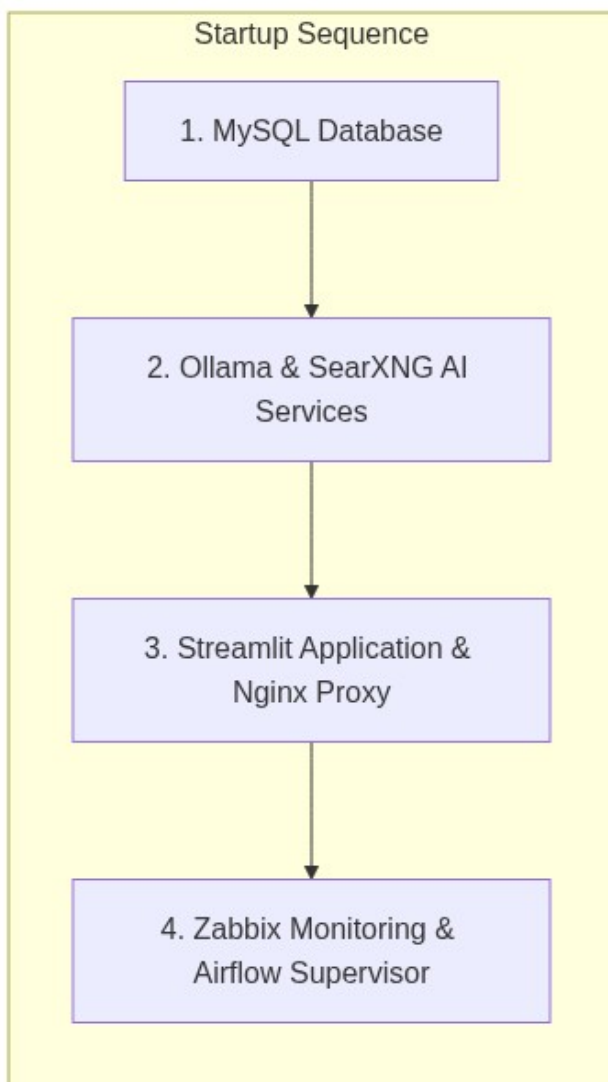 Startup Sequence
1. MySQL Database
2. Ollama & SearXNG AI
Services
3. Streamlit Application &
Nginx Proxy
4. Zabbix Monitoring &
Airflow Supervisor